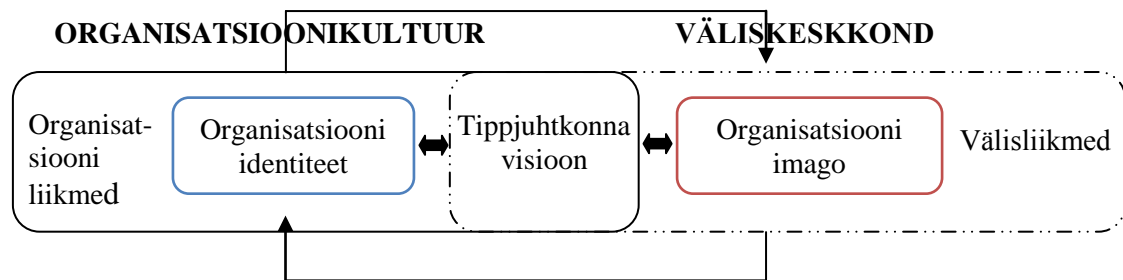 ORGANISATSIOONIKULTUUR
VÄLISKESKKOND
Organisat-
siooni
liikmed
Organisatsiooni
identiteet
Tippjuhtkonna
visioon
Organisatsiooni
imago
Välisliikmed